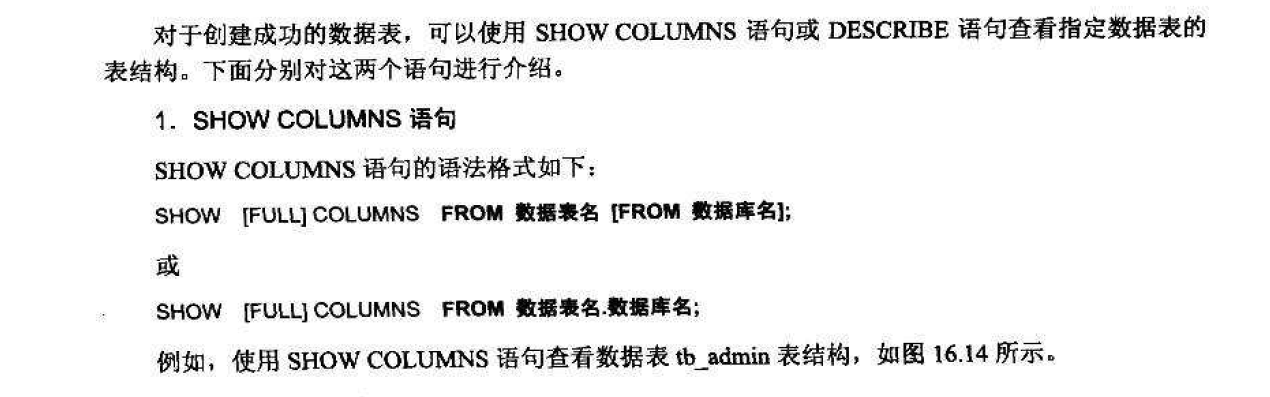 对于创建成功的数据表，可以使用 SHOW COLUMNS 语句或 DESCRIBE 语句查看指定数据表的
表结构。下面分别对这两个语句进行介绍。
1．SHOW COLUMNS 语句
SHOW COLUMNS 语句的语法格式如下：
SHOW [FULL] COLUMNS FROM 数据表名 [FROM 数据库名];
或
SHOW [FULL] COLUMNS FROM 数据表名.数据库名;
例如，使用 SHOW COLUMNS 语句查看数据表 tb_admin 表结构，如图 16.14 所示。